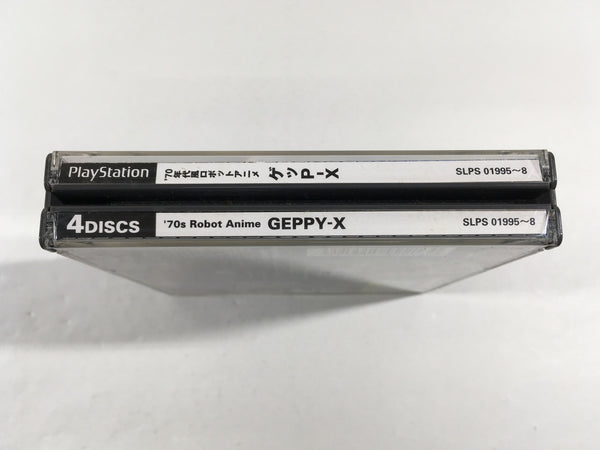 PlayStation '70年代風ロボットアニメ ゲッP-X SLPS 01995~8
4DISCS '70s Robot Anime GEPPY-X SLPS 01995~8